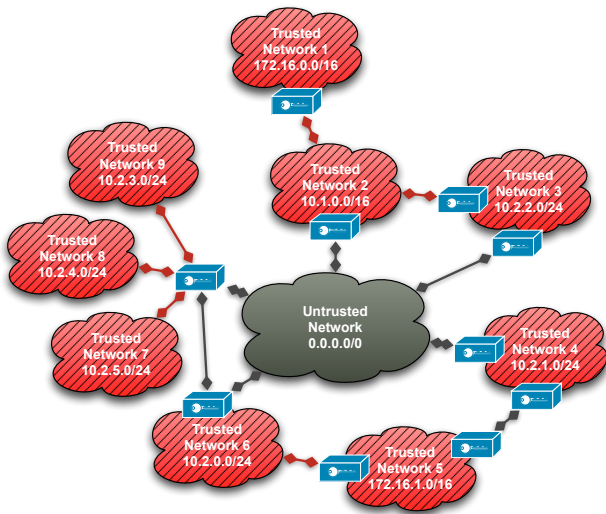 Trusted
Network 1
172.16.0.0/16
Trusted
Network 9
10.2.3.0/24
Trusted
Network 2
10.1.0.0/16
Trusted
Network 3
10.2.2.0/24
Trusted
Network 8
10.2.4.0/24
Untrusted
Network
0.0.0.0/0
Trusted
Network 7
10.2.5.0/24
Trusted
Network 4
10.2.1.0/24
Trusted
Network 6
10.2.0.0/24
Trusted
Network 5
172.16.1.0/16